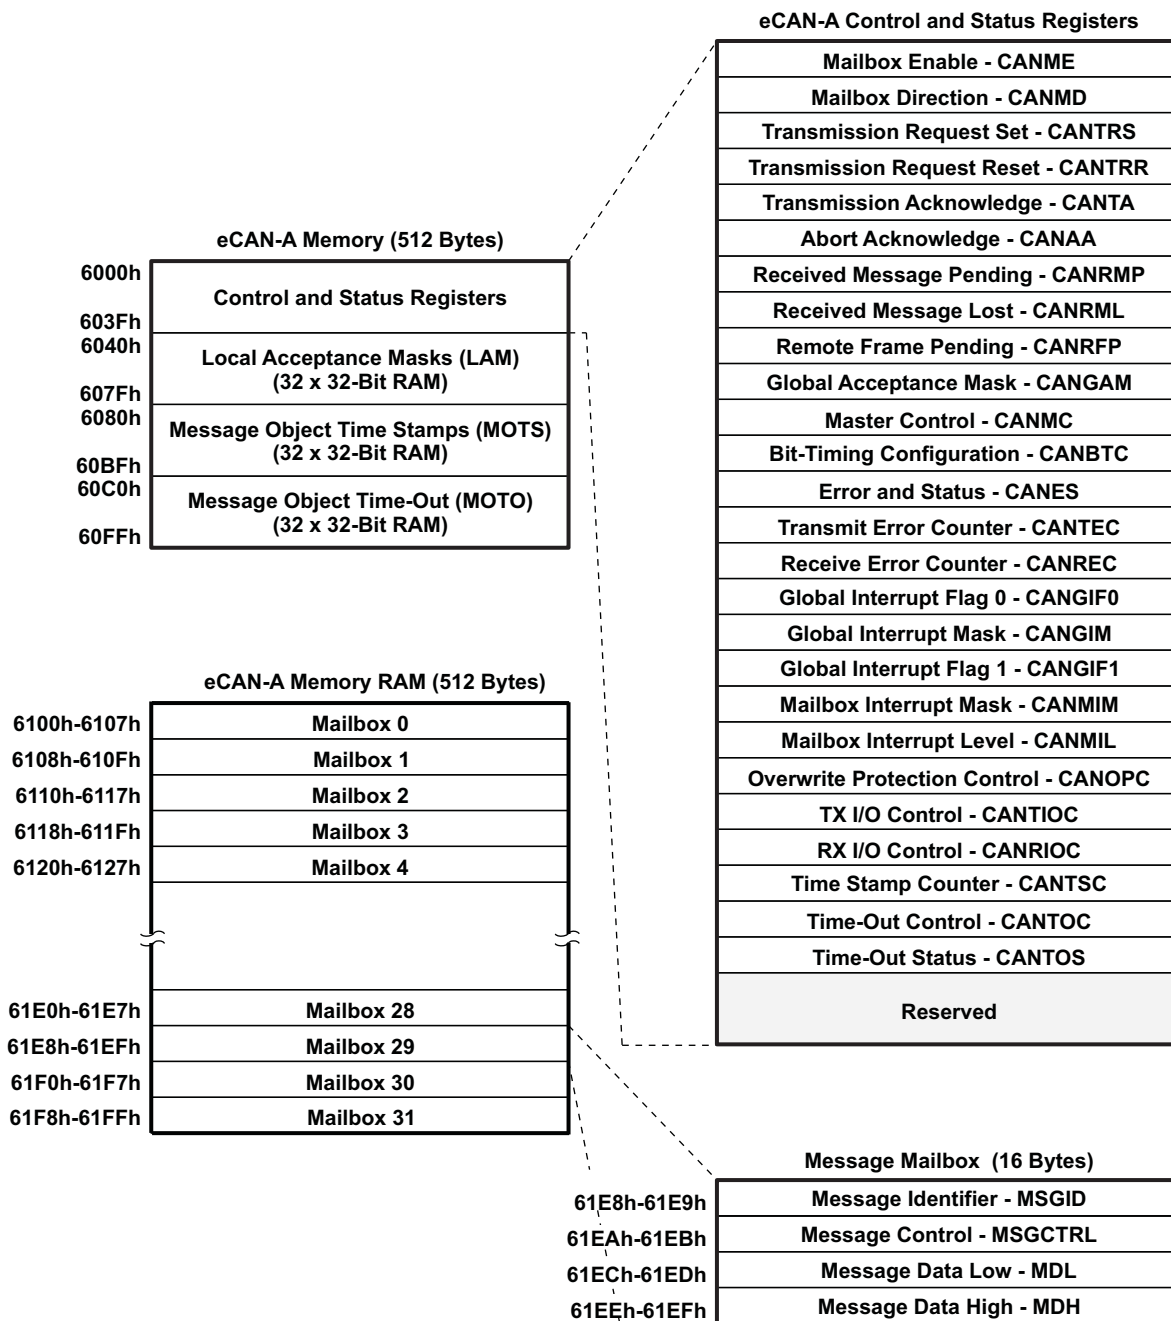 eCAN-A Control and Status Registers
Mailbox Enable - CANME
Mailbox Direction - CANMD
Transmission Request Set - CANTRS
Transmission Request Reset - CANTRR
Transmission Acknowledge - CANTA
Abort Acknowledge - CANAA
Received Message Pending - CANRMP
Received Message Lost - CANRML
Remote Frame Pending - CANRFP
Global Acceptance Mask - CANGAM
Master Control - CANMC
Bit-Timing Configuration - CANBTC
Error and Status - CANES
Transmit Error Counter - CANTEC
Receive Error Counter - CANREC
Global Interrupt Flag 0 - CANGIF0
Global Interrupt Mask - CANGIM
Global Interrupt Flag 1 - CANGIF1
Mailbox Interrupt Mask - CANMIM
Mailbox Interrupt Level - CANMIL
Overwrite Protection Control - CANOPC
TX I/O Control - CANTIOC
RX I/O Control - CANRIOC
Time Stamp Counter - CANTSC
Time-Out Control - CANTOC
Time-Out Status - CANTOS
Reserved
eCAN-A Memory (512 Bytes)
6000h
Control and Status Registers
603Fh
6040h
Local Acceptance Masks (LAM)
(32 x 32-Bit RAM)
607Fh
6080h
Message Object Time Stamps (MOTS)
(32 x 32-Bit RAM)
60BFh
60C0h
Message Object Time-Out (MOTO)
(32 x 32-Bit RAM)
60FFh
eCAN-A Memory RAM (512 Bytes)
6100h-6107h Mailbox 0
6108h-610Fh Mailbox 1
6110h-6117h Mailbox 2
6118h-611Fh Mailbox 3
6120h-6127h Mailbox 4
61E0h-61E7h Mailbox 28
61E8h-61EFh Mailbox 29
61F0h-61F7h Mailbox 30
61F8h-61FFh Mailbox 31
Message Mailbox (16 Bytes)
61E8h-61E9h Message Identifier - MSGID
61EAh-61EBh Message Control - MSGCTRL
61ECh-61EDh Message Data Low - MDL
61EEh-61EFh Message Data High - MDH